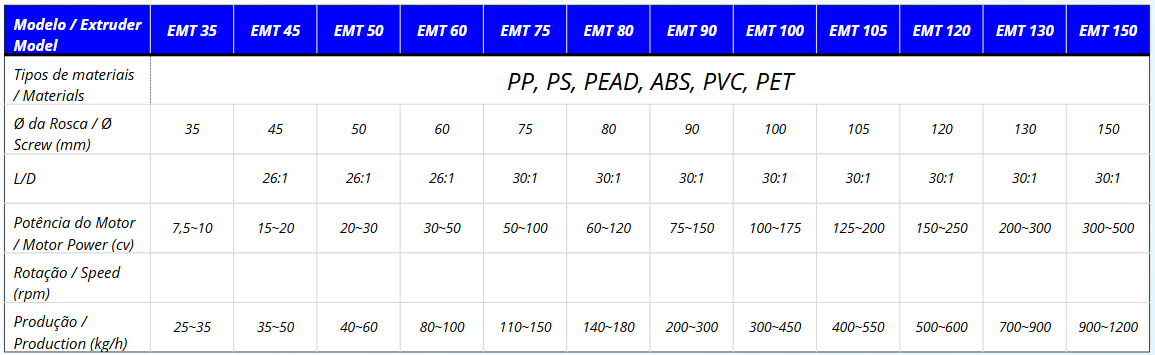 Modelo / Extruder Model EMT 35 EMT 45 EMT 50 EMT 60 EMT 75 EMT 80 EMT 90 EMT 100 EMT 105 EMT 120 EMT 130 EMT 150
Tipos de materiais / Materials PP, PS, PEAD, ABS, PVC, PET
Ø da Rosca / Ø Screw (mm) 35 45 50 60 75 80 90 100 105 120 130 150
L/D 26:1 26:1 26:1 30:1 30:1 30:1 30:1 30:1 30:1 30:1 30:1
Potência do Motor / Motor Power (cv) 7,5~10 15~20 20~30 30~50 50~100 60~120 75~150 100~175 125~200 150~250 200~300 300~500
Rotação / Speed (rpm)
Produção / Production (kg/h) 25~35 35~50 40~60 80~100 110~150 140~180 200~300 300~450 400~550 500~600 700~900 900~1200